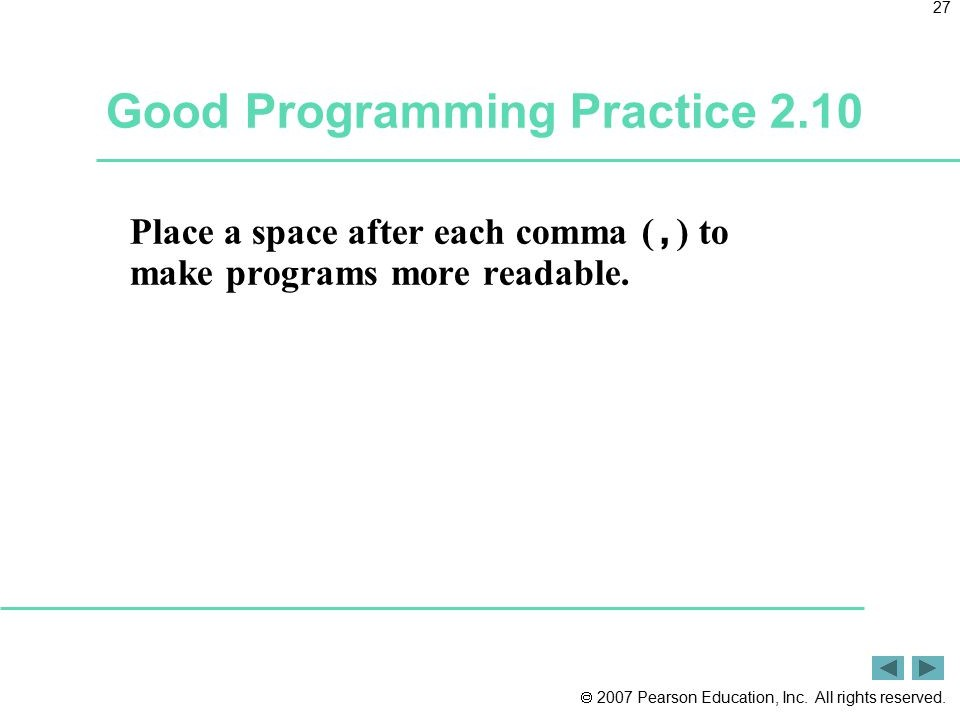 27
Good Programming Practice 2.10
Place a space after each comma (,) to
make programs more readable.
© 2007 Pearson Education, Inc. All rights reserved.